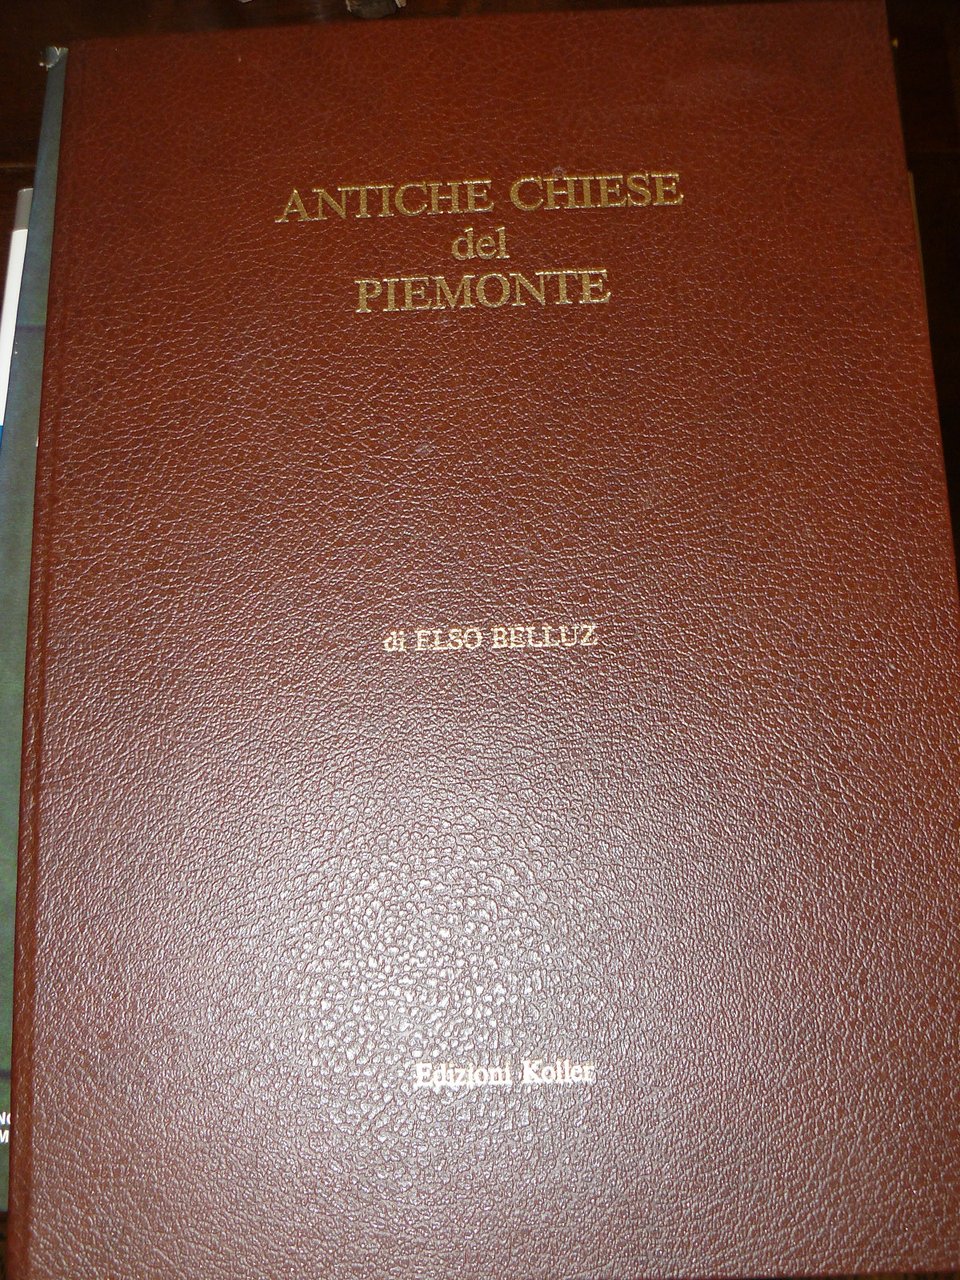 ANTICHE CHIESE
del
PIEMONTE
di ELSO BELLUZ
Edizioni Koller